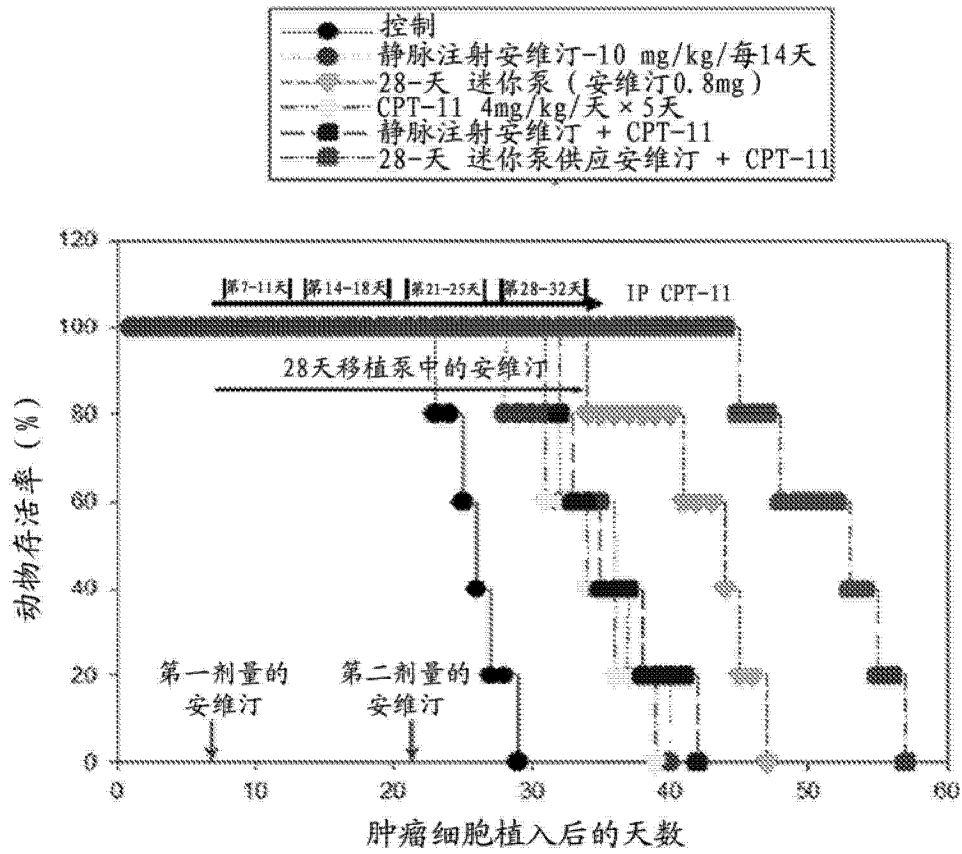 控制
静脉注射安维汀-10 mg/kg/每14天
28-天 迷你泵 (安维汀0.8mg)
CPT-11 4mg/kg/天×5天
静脉注射安维汀 + CPT-11
28-天 迷你泵供应安维汀 + CPT-11
120
第7-11天 第14-18天 第21-25天 第28-32天 IP CPT-11
100
28天移植泵中的安维汀
80
动物存活率 (%)
60
40
第一剂量的 第二剂量的
20
安维汀 安维汀
0
0 10 20 30 40 50 60
肿瘤细胞植入后的天数